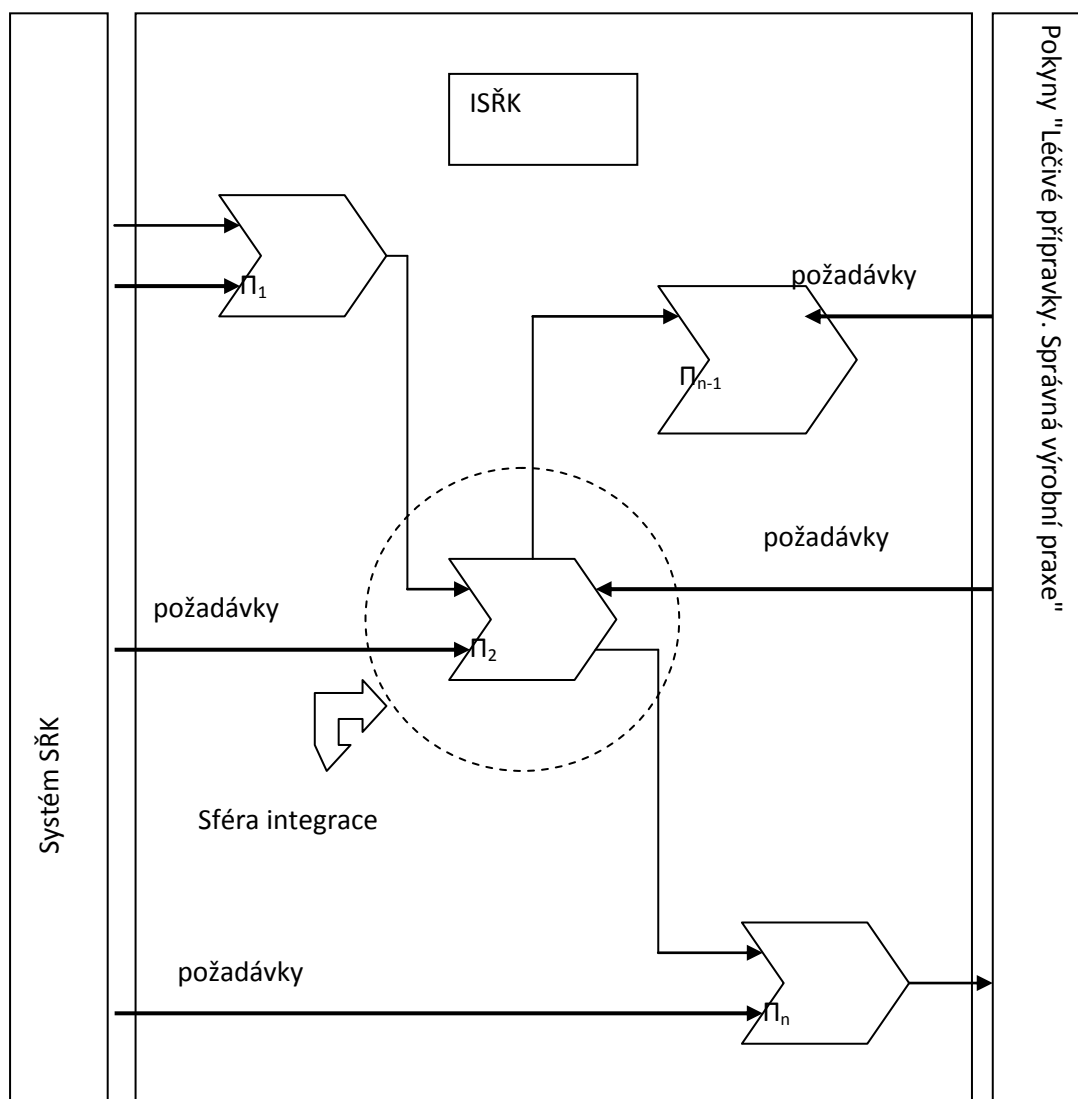 ISŘK
Pokyny "Léčivé přípravky. Správná výrobní praxe"
П1
požadávky
Пn-1
požadávky
požadávky
П2
Systém SŘK
Sféra integrace
požadávky
Пn